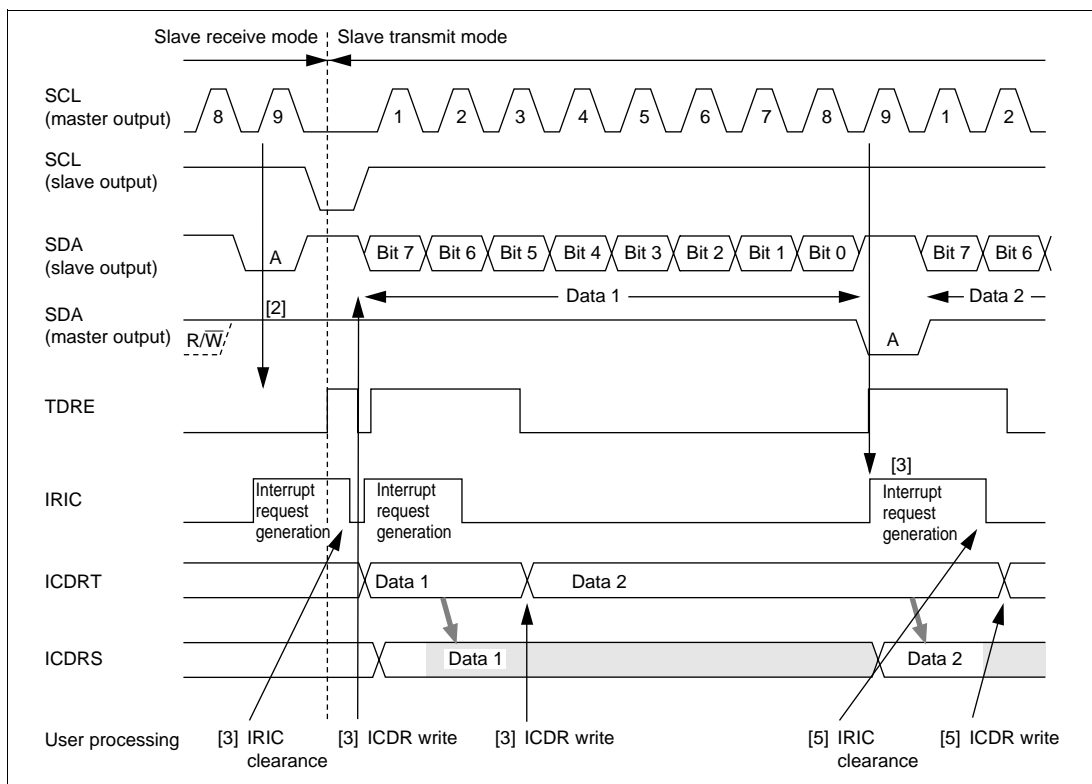 Slave receive mode Slave transmit mode
SCL
(master output)
8 9 1 2 3 4 5 6 7 8 9 1 2
SCL
(slave output)
SDA
(slave output)
A Bit 7 Bit 6 Bit 5 Bit 4 Bit 3 Bit 2 Bit 1 Bit 0 Bit 7 Bit 6
Data 1 Data 2
SDA
(master output)
[2]
R/W̅ A
TDRE
[3]
IRIC
Interrupt
request
generation
Interrupt
request
generation
Interrupt
request
generation
ICDRT
Data 1 Data 2
ICDRS
Data 1 Data 2
User processing
[3] IRIC
clearance
[3] ICDR write
[3] ICDR write
[5] IRIC
clearance
[5] ICDR write